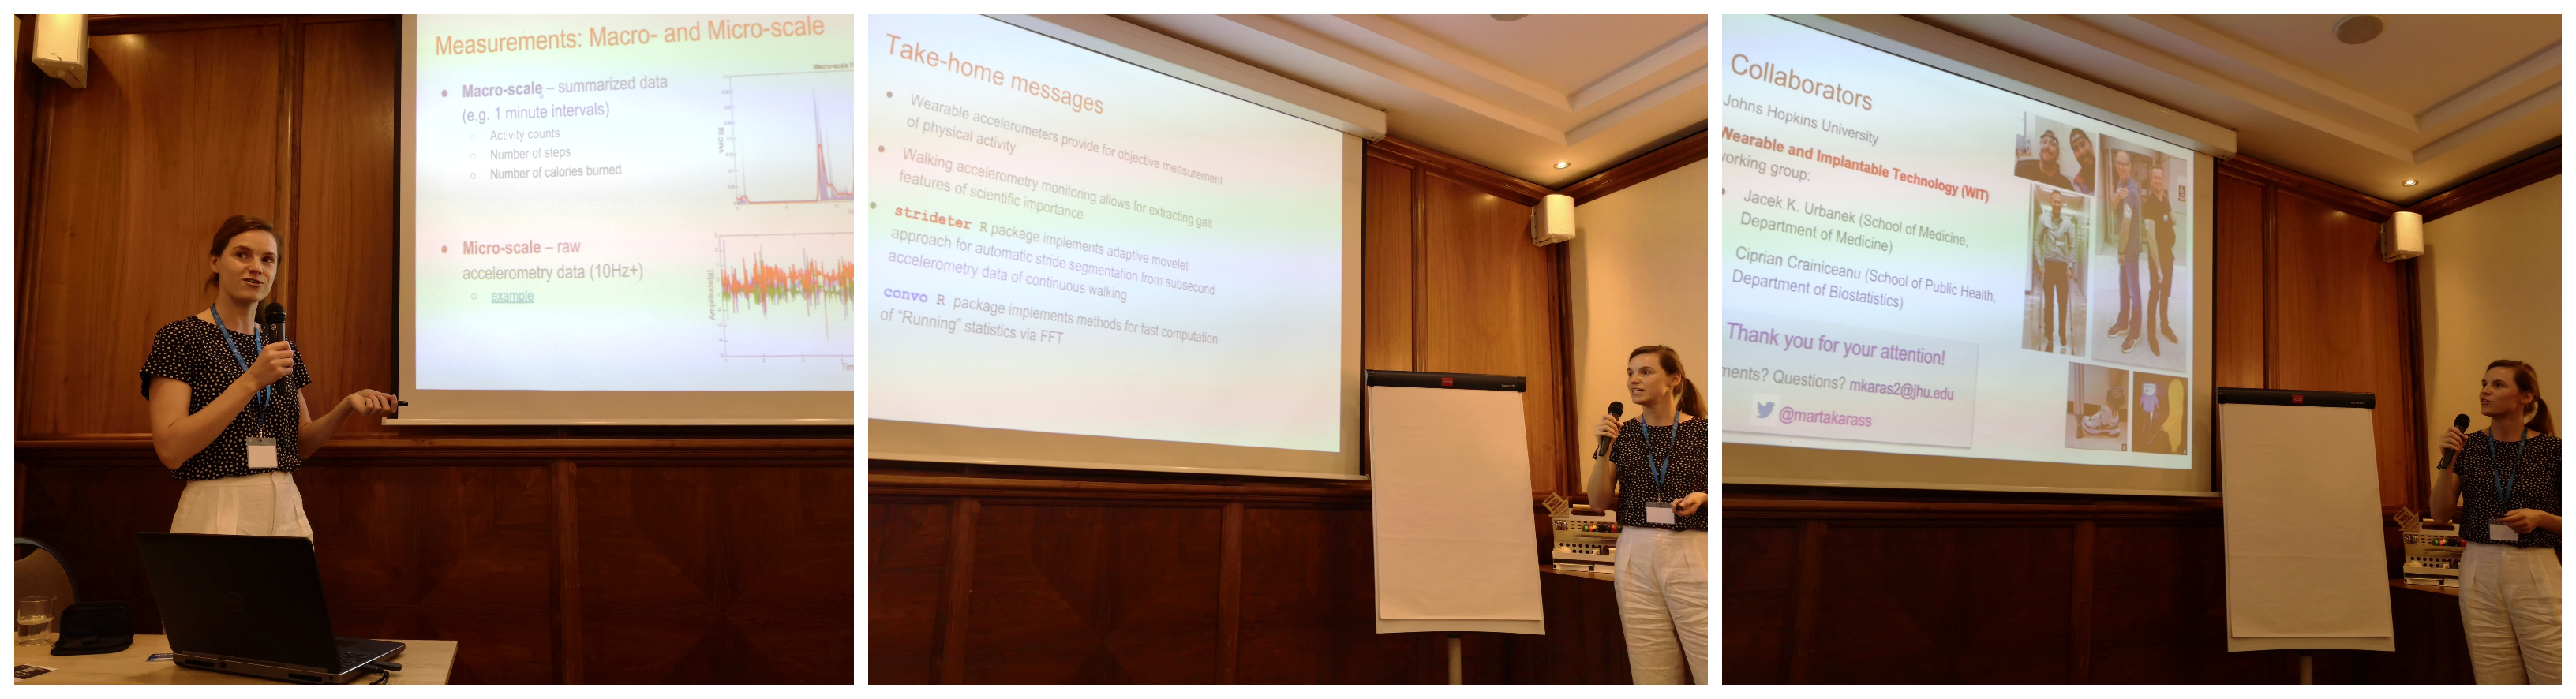 Measurements: Macro- and Micro-scale
Macro-scale – summarized data
(e.g. 1 minute intervals)
Activity counts
Number of steps
Number of calories burned
Micro-scale – raw
accelerometry data (10Hz+)
example
Macro-scale
Amplitude(g)
Take-home messages
Wearable accelerometers provide for objective measurement
of physical activity
Walking accelerometry monitoring allows for extracting gait
features of scientific importance
strideter R package implements adaptive movelet
approach for automatic stride segmentation from subsecond
accelerometry data of continuous walking
convo R package implements methods for fast computation
of “Running” statistics via FFT
Collaborators
Johns Hopkins University
Wearable and Implantable Technology (WIT)
working group:
Jacek K. Urbanek (School of Medicine,
Department of Medicine)
Ciprian Crainiceanu (School of Public Health,
Department of Biostatistics)
Thank you for your attention!
ments? Questions? mkaras2@jhu.edu
@martakarass